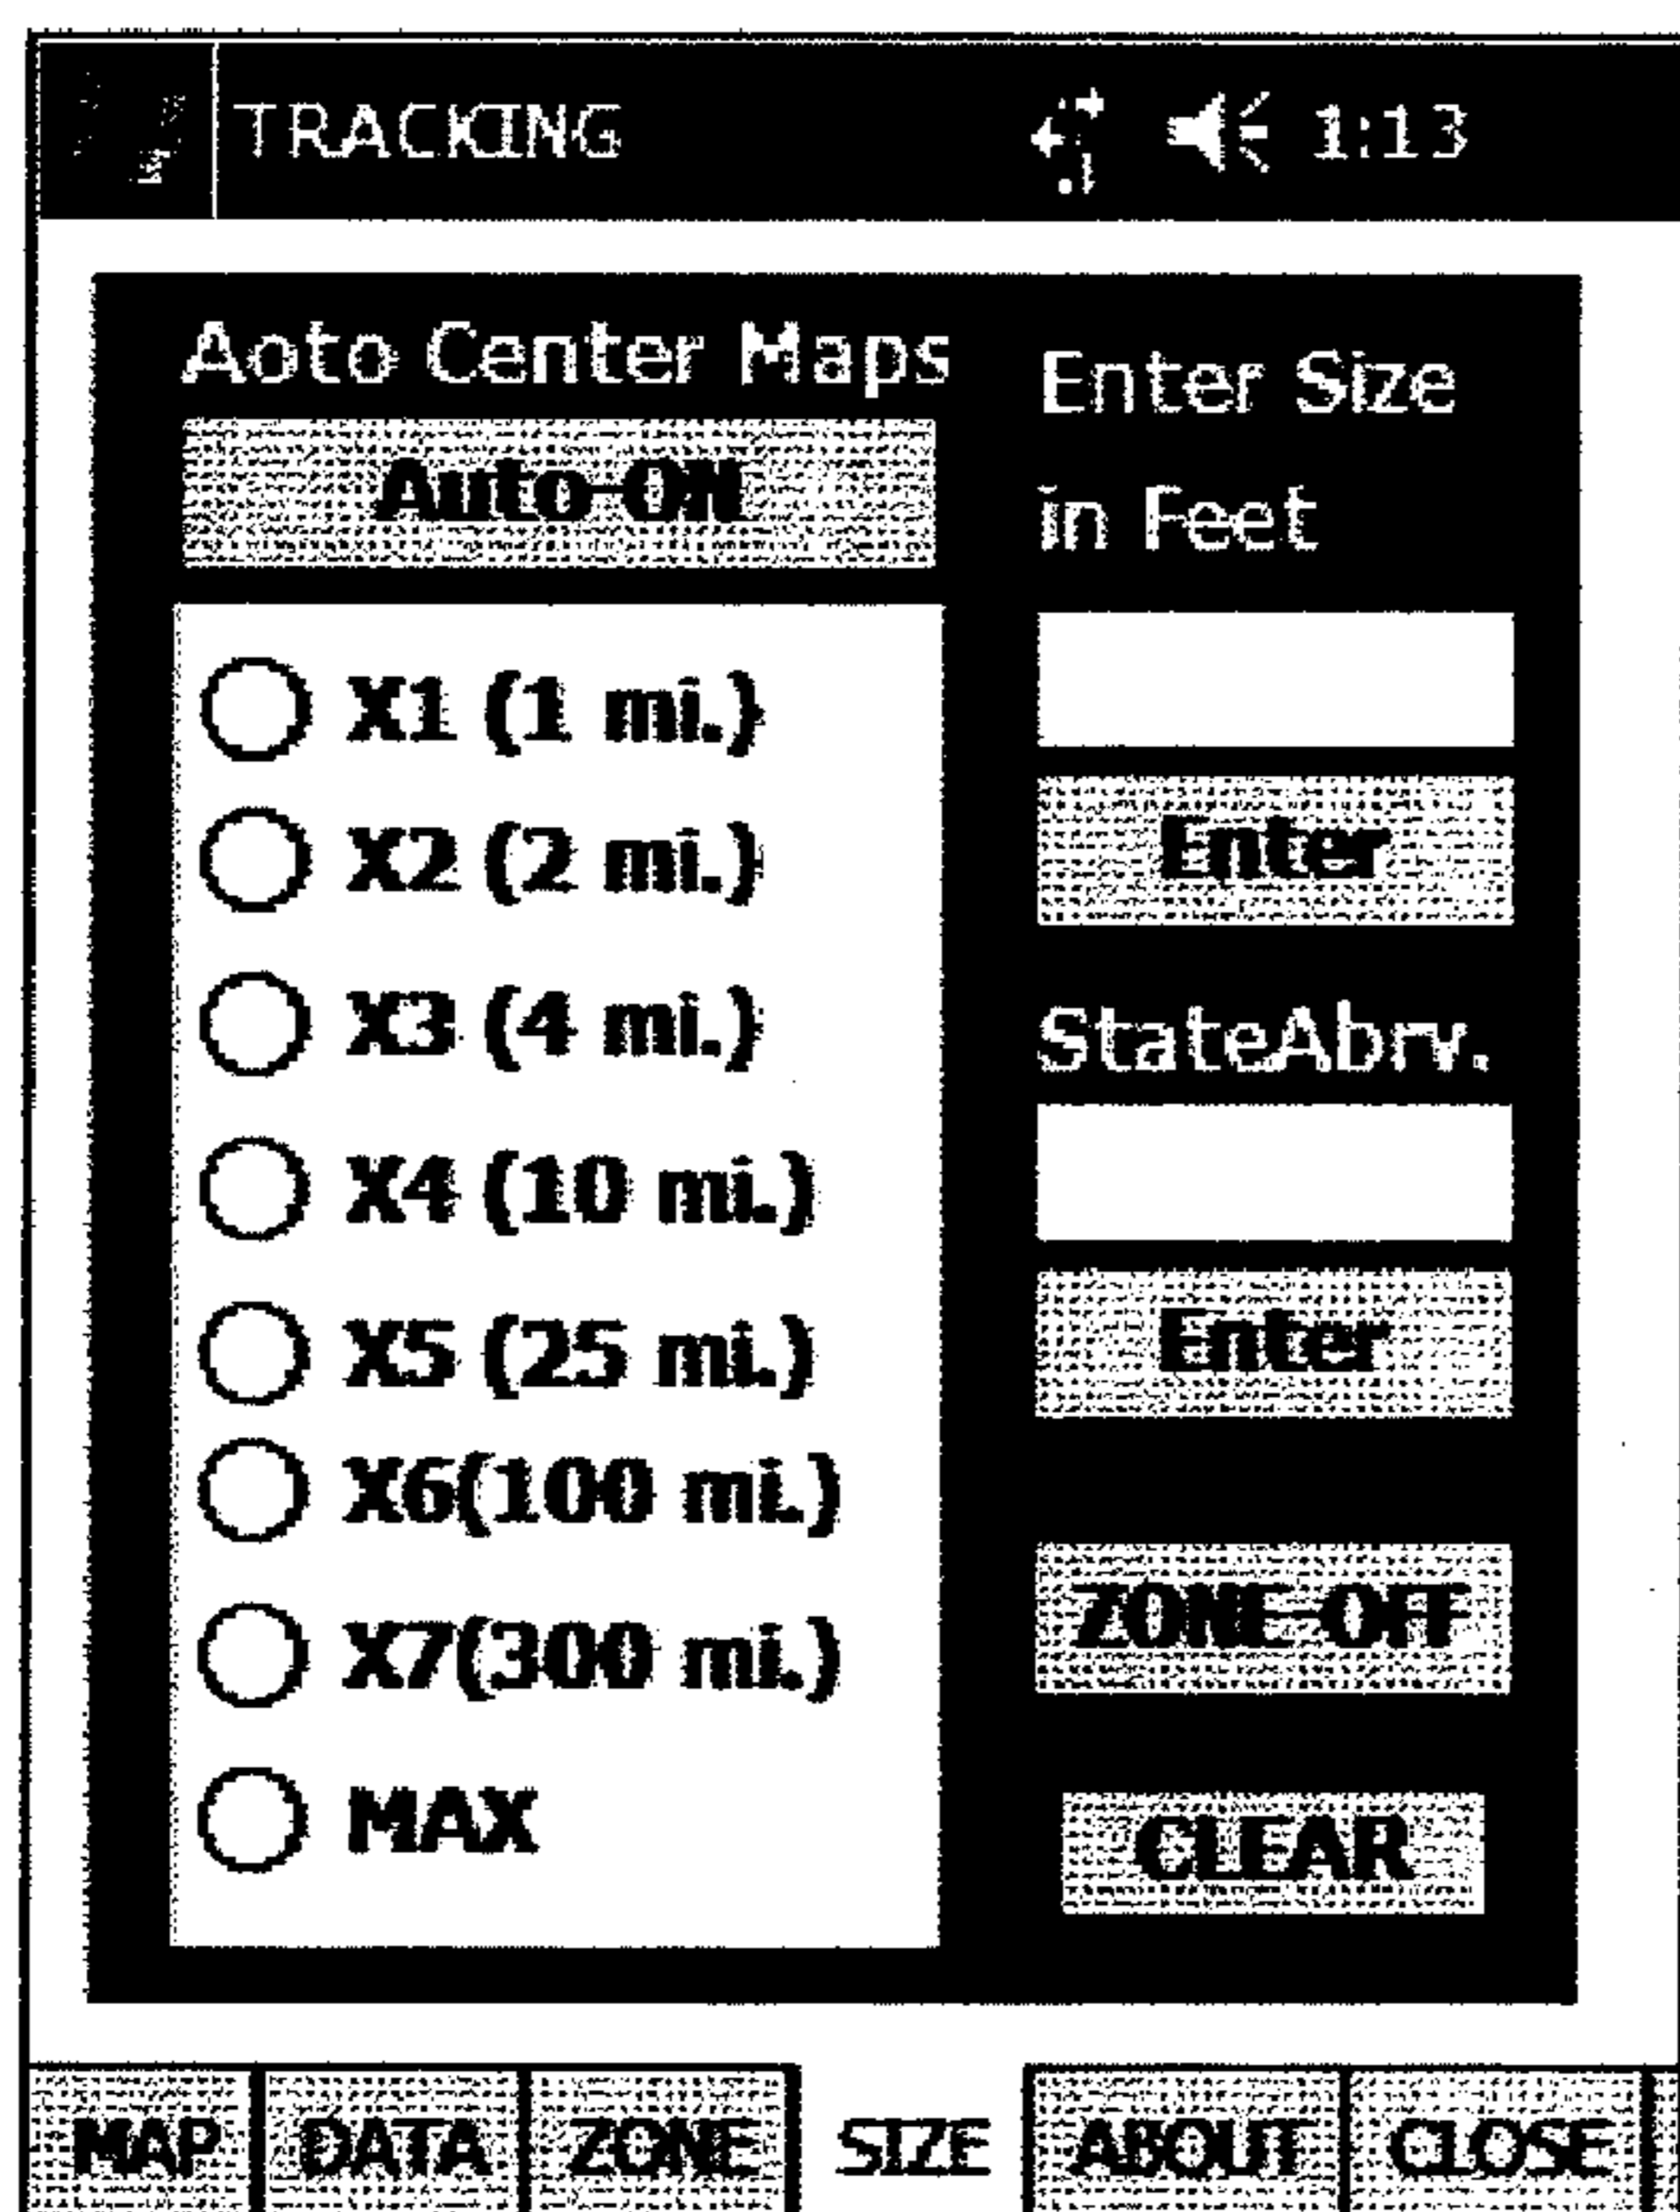 TRACKING 1:13
Aoto Center Maps
Auto-ON
X1 (1 mi.)
X2 (2 mi.)
X3 (4 mi.)
X4 (10 mi.)
X5 (25 mi.)
X6(100 mi.)
X7(300 mi.)
MAX
Enter Size
in Feet
Enter
StateAbrv.
Enter
ZONE-OFF
CLEAR
MAP DATA ZONE SIZE ABOUT CLOSE